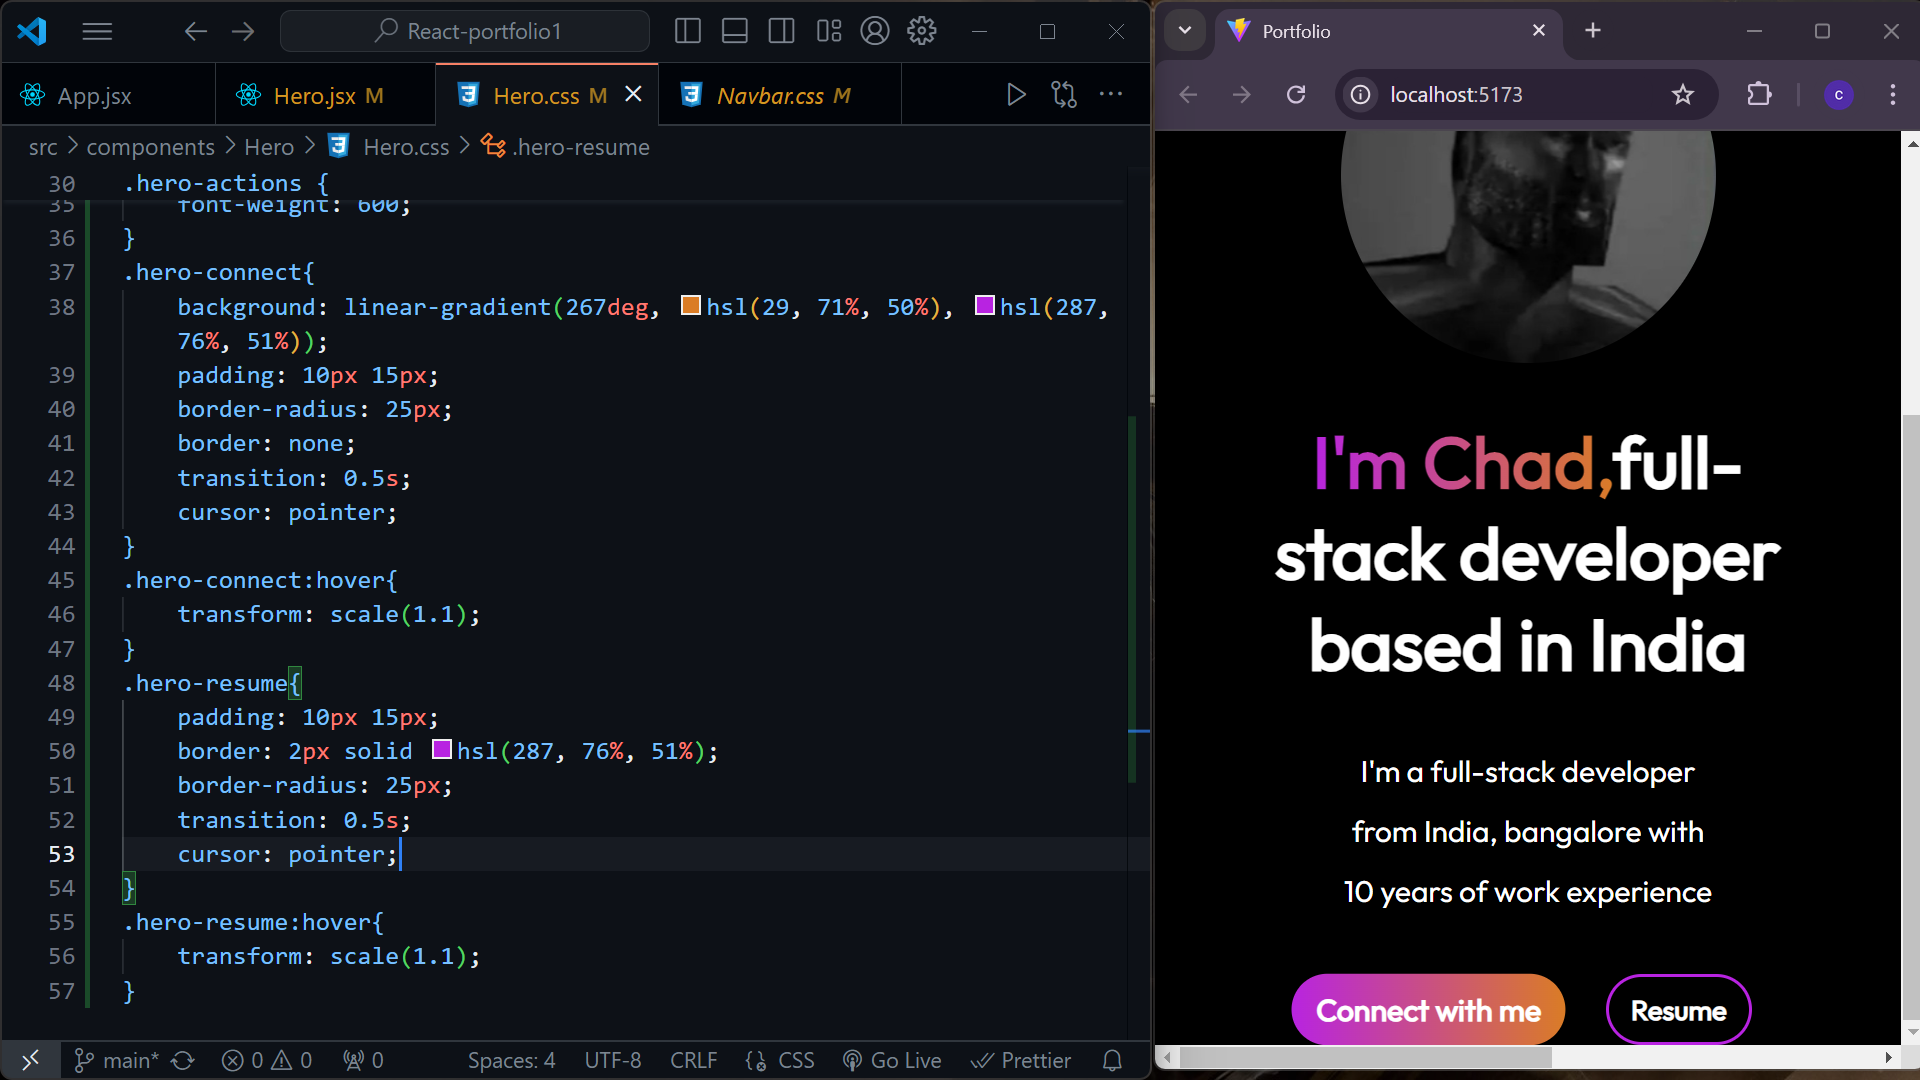 React-portfolio1
App.jsx
Hero.jsx M
Hero.css M
Navbar.css M
src > components > Hero > Hero.css > .hero-resume
30 .hero-actions {
35 font-weight: 600;
36 }
37 .hero-connect{
38 background: linear-gradient(267deg, hsl(29, 71%, 50%), hsl(287,
76%, 51%));
39 padding: 10px 15px;
40 border-radius: 25px;
41 border: none;
42 transition: 0.5s;
43 cursor: pointer;
44 }
45 .hero-connect:hover{
46 transform: scale(1.1);
47 }
48 .hero-resume{
49 padding: 10px 15px;
50 border: 2px solid hsl(287, 76%, 51%);
51 border-radius: 25px;
52 transition: 0.5s;
53 cursor: pointer;
54 }
55 .hero-resume:hover{
56 transform: scale(1.1);
57 }
main* 0 0 0 Spaces: 4 UTF-8 CRLF CSS Go Live Prettier
Portfolio
localhost:5173
c
I'm Chad,full-
stack developer
based in India
I'm a full-stack developer
from India, bangalore with
10 years of work experience
Connect with me
Resume